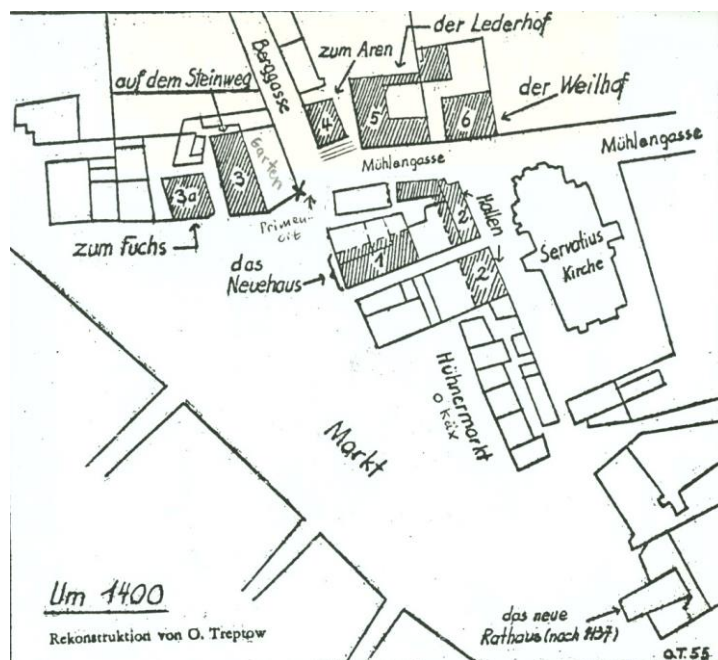 der Lederhof
zum Aren
Berggasse
auf dem Steinweg
der Weilhof
4
5
6
Mühlengasse
Mühlengasse
Garten
3
3a
zum Fuchs
2
Hallen
2
1
das
Neuehaus
Servatius
Kirche
Hühnermarkt
Markt
Um 1400
Rekonstruktion von O. Treptow
das neue
Rathaus (nach 1437)
O.T. 55